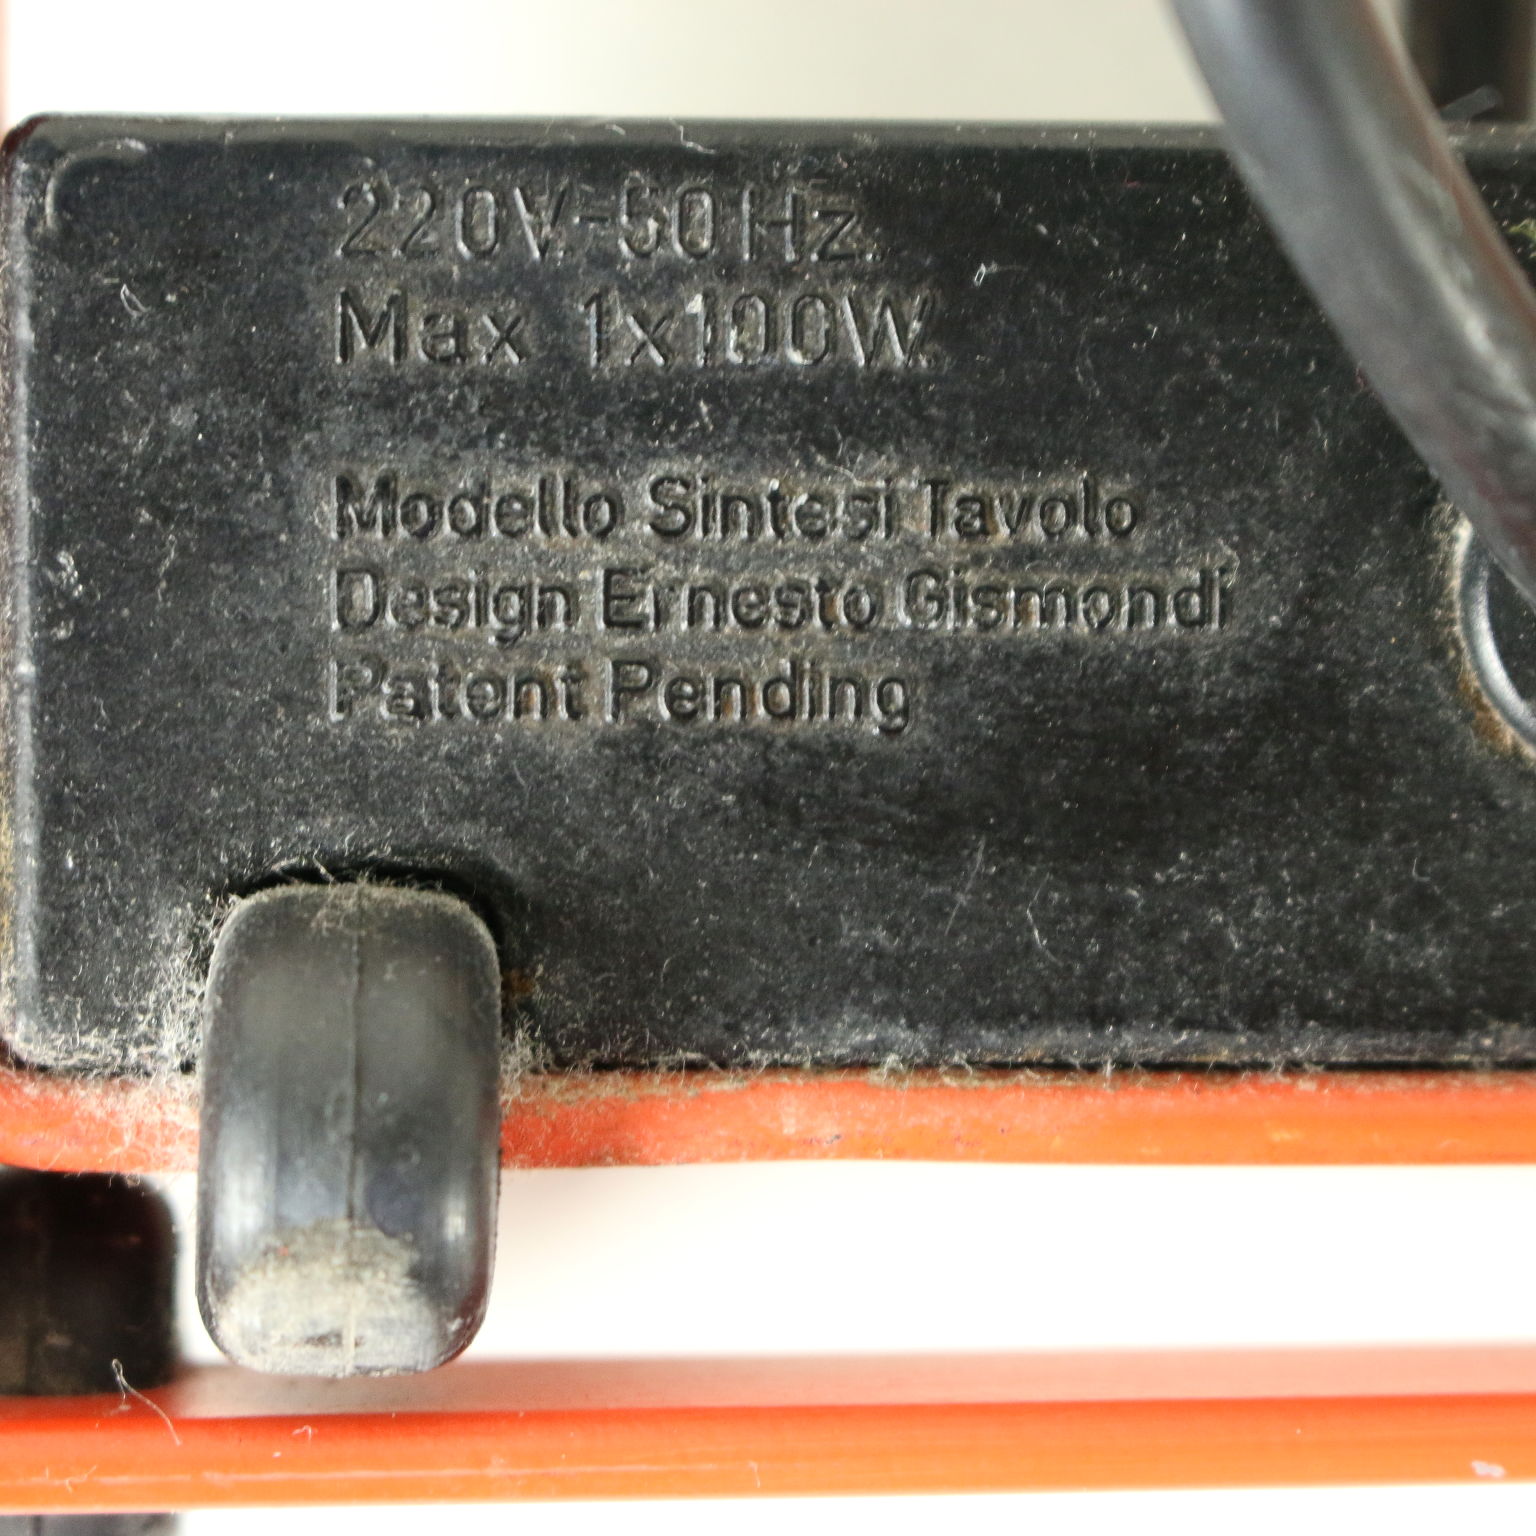 220V-50Hz.
Max 1x100W.
Modello Sintesi Tavolo
Design Ernesto Gismondi
Patent Pending